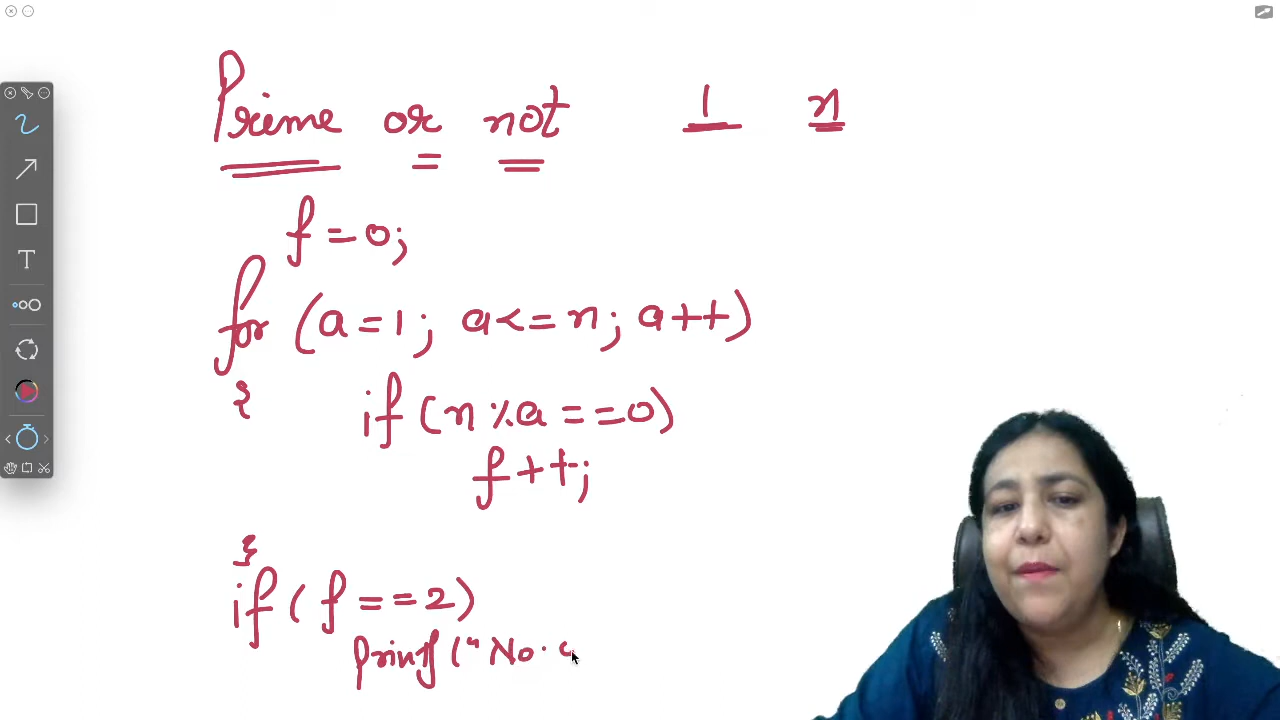 Prime or not 1 n
f=0;
for (a=1; a<=n; a++)
{
if (n%a==0)
f++;
}
if (f==2)
printf ("No.
T